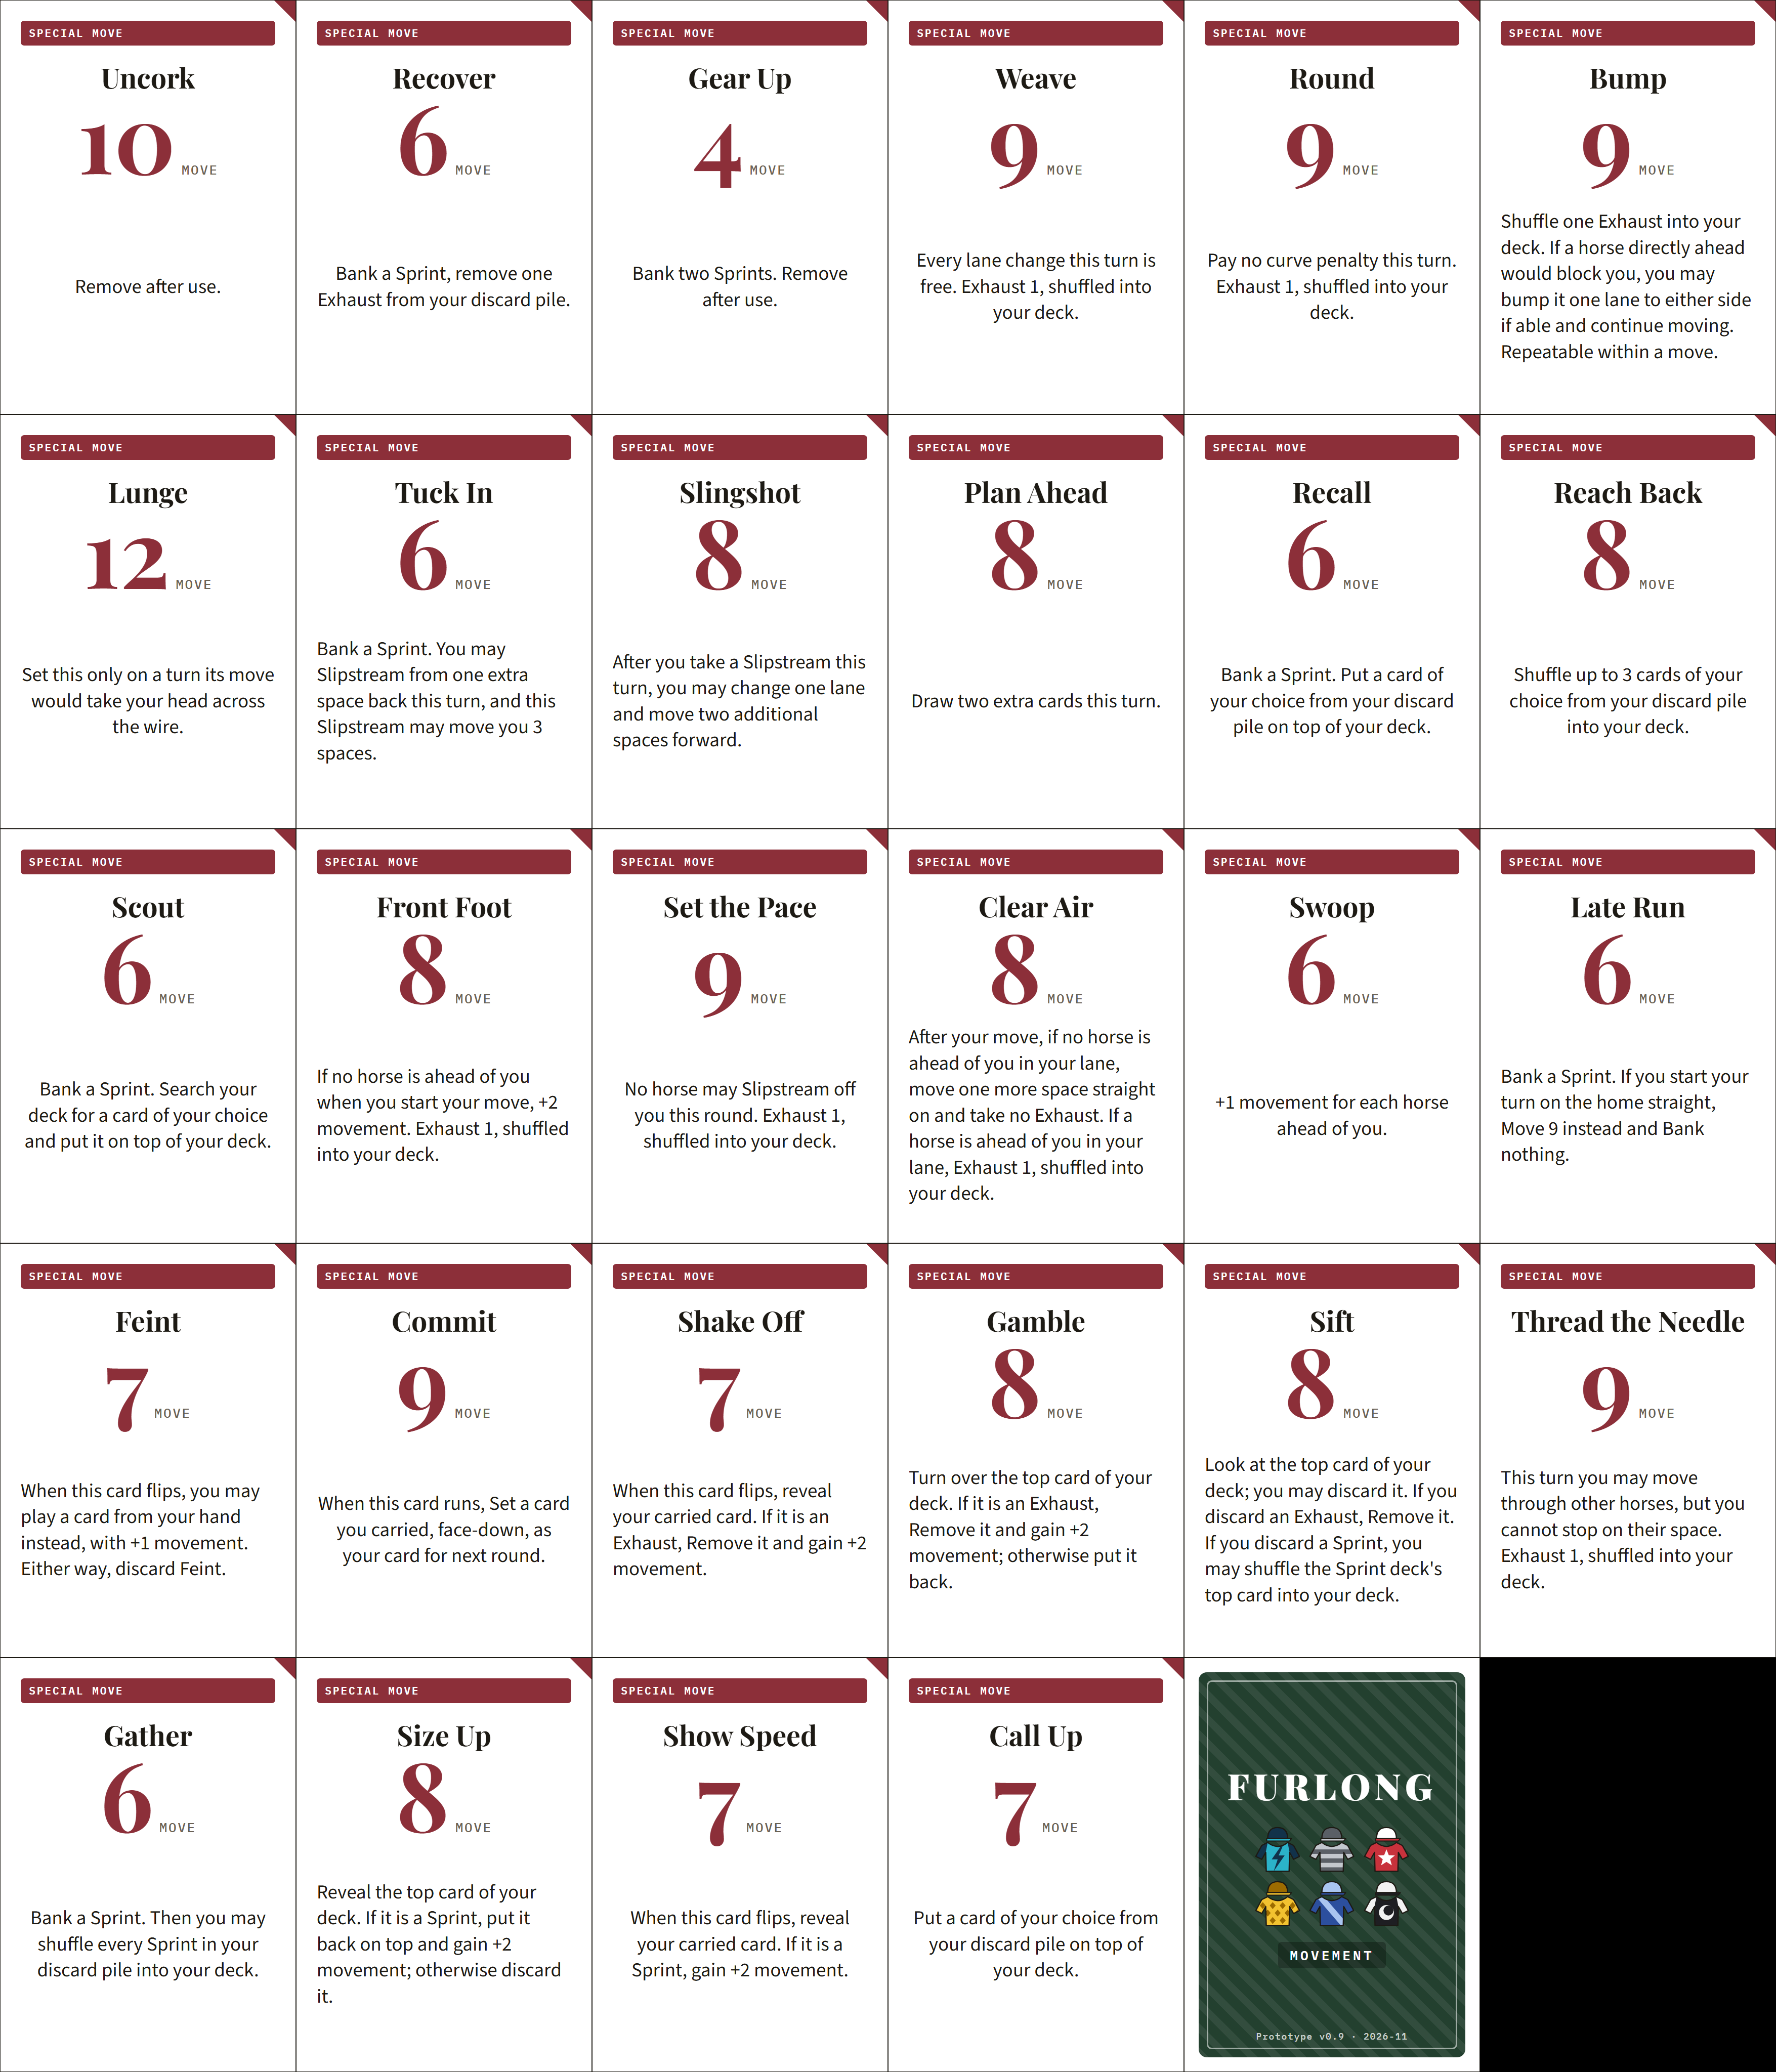 SPECIAL MOVE
Uncork
10 MOVE
Remove after use.
SPECIAL MOVE
Recover
6 MOVE
Bank a Sprint, remove one
Exhaust from your discard pile.
SPECIAL MOVE
Gear Up
4 MOVE
Bank two Sprints. Remove
after use.
SPECIAL MOVE
Weave
9 MOVE
Every lane change this turn is
free. Exhaust 1, shuffled into
your deck.
SPECIAL MOVE
Round
9 MOVE
Pay no curve penalty this turn.
Exhaust 1, shuffled into your
deck.
SPECIAL MOVE
Bump
9 MOVE
Shuffle one Exhaust into your
deck. If a horse directly ahead
would block you, you may
bump it one lane to either side
if able and continue moving.
Repeatable within a move.
SPECIAL MOVE
Lunge
12 MOVE
Set this only on a turn its move
would take your head across
the wire.
SPECIAL MOVE
Tuck In
6 MOVE
Bank a Sprint. You may
Slipstream from one extra
space back this turn, and this
Slipstream may move you 3
spaces.
SPECIAL MOVE
Slingshot
8 MOVE
After you take a Slipstream this
turn, you may change one lane
and move two additional
spaces forward.
SPECIAL MOVE
Plan Ahead
8 MOVE
Draw two extra cards this turn.
SPECIAL MOVE
Recall
6 MOVE
Bank a Sprint. Put a card of
your choice from your discard
pile on top of your deck.
SPECIAL MOVE
Reach Back
8 MOVE
Shuffle up to 3 cards of your
choice from your discard pile
into your deck.
SPECIAL MOVE
Scout
6 MOVE
Bank a Sprint. Search your
deck for a card of your choice
and put it on top of your deck.
SPECIAL MOVE
Front Foot
8 MOVE
If no horse is ahead of you
when you start your move, +2
movement. Exhaust 1, shuffled
into your deck.
SPECIAL MOVE
Set the Pace
9 MOVE
No horse may Slipstream off
you this round. Exhaust 1,
shuffled into your deck.
SPECIAL MOVE
Clear Air
8 MOVE
After your move, if no horse is
ahead of you in your lane,
move one more space straight
on and take no Exhaust. If a
horse is ahead of you in your
lane, Exhaust 1, shuffled into
your deck.
SPECIAL MOVE
Swoop
6 MOVE
+1 movement for each horse
ahead of you.
SPECIAL MOVE
Late Run
6 MOVE
Bank a Sprint. If you start your
turn on the home straight,
Move 9 instead and Bank
nothing.
SPECIAL MOVE
Feint
7 MOVE
When this card flips, you may
play a card from your hand
instead, with +1 movement.
Either way, discard Feint.
SPECIAL MOVE
Commit
9 MOVE
When this card runs, Set a card
you carried, face-down, as
your card for next round.
SPECIAL MOVE
Shake Off
7 MOVE
When this card flips, reveal
your carried card. If it is an
Exhaust, Remove it and gain +2
movement.
SPECIAL MOVE
Gamble
8 MOVE
Turn over the top card of your
deck. If it is an Exhaust,
Remove it and gain +2
movement; otherwise put it
back.
SPECIAL MOVE
Sift
8 MOVE
Look at the top card of your
deck; you may discard it. If you
discard an Exhaust, Remove it.
If you discard a Sprint, you
may shuffle the Sprint deck's
top card into your deck.
SPECIAL MOVE
Thread the Needle
9 MOVE
This turn you may move
through other horses, but you
cannot stop on their space.
Exhaust 1, shuffled into your
deck.
SPECIAL MOVE
Gather
6 MOVE
Bank a Sprint. Then you may
shuffle every Sprint in your
discard pile into your deck.
SPECIAL MOVE
Size Up
8 MOVE
Reveal the top card of your
deck. If it is a Sprint, put it
back on top and gain +2
movement; otherwise discard
it.
SPECIAL MOVE
Show Speed
7 MOVE
When this card flips, reveal
your carried card. If it is a
Sprint, gain +2 movement.
SPECIAL MOVE
Call Up
7 MOVE
Put a card of your choice from
your discard pile on top of
your deck.
FURLONG
MOVEMENT
Prototype v0.9 · 2026-11